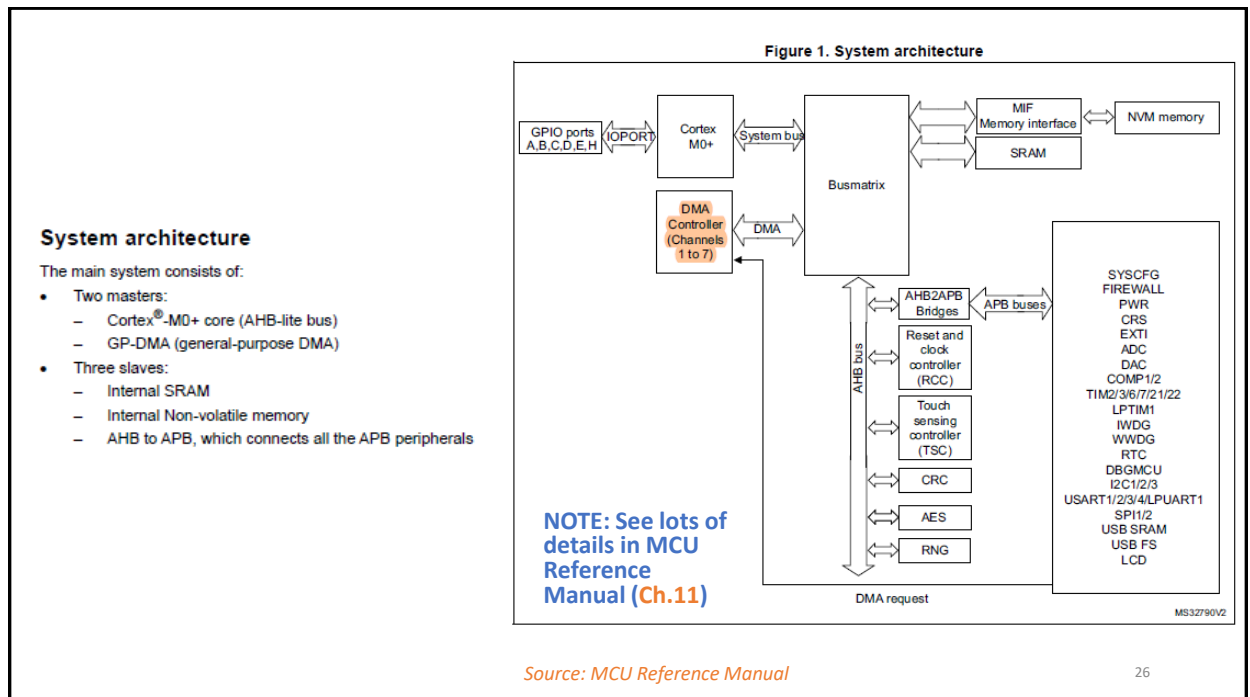 Figure 1. System architecture
GPIO ports
A,B,C,D,E,H
IOPORT
Cortex
M0+
System bus
Busmatrix
MIF
Memory interface
NVM memory
SRAM
DMA
Controller
(Channels
1 to 7)
DMA
System architecture
The main system consists of:
• Two masters:
– Cortex®-M0+ core (AHB-lite bus)
– GP-DMA (general-purpose DMA)
• Three slaves:
– Internal SRAM
– Internal Non-volatile memory
– AHB to APB, which connects all the APB peripherals
AHB bus
AHB2APB
Bridges
APB buses
Reset and
clock
controller
(RCC)
Touch
sensing
controller
(TSC)
CRC
AES
RNG
SYSCFG
FIREWALL
PWR
CRS
EXTI
ADC
DAC
COMP1/2
TIM2/3/6/7/21/22
LPTIM1
IWDG
WWDG
RTC
DBGMCU
I2C1/2/3
USART1/2/3/4/LPUART1
SPI1/2
USB SRAM
USB FS
LCD
NOTE: See lots of
details in MCU
Reference
Manual (Ch.11)
DMA request
MS32790V2
Source: MCU Reference Manual
26